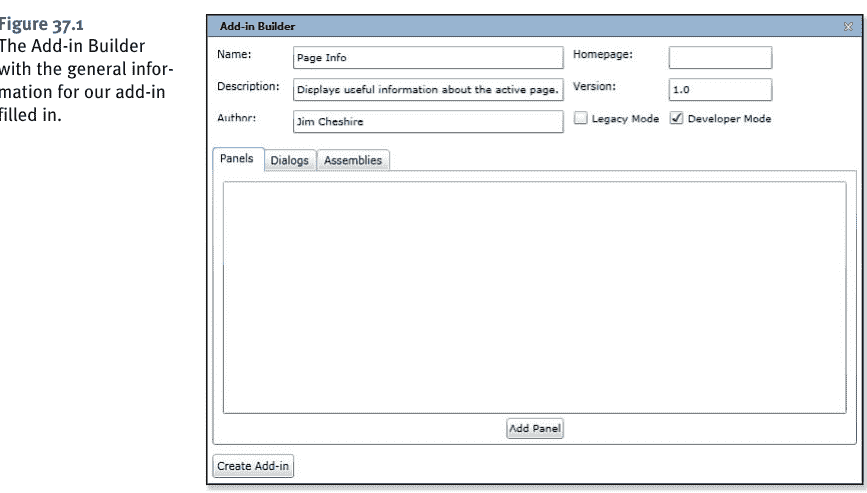 Figure 37.1
The Add-in Builder
with the general infor-
mation for our add-in
filled in.
Add-in Builder
Name: Page Info Homepage:
Description: Displays useful information about the active page. Version: 1.0
Author: Jim Cheshire Legacy Mode Developer Mode
Panels Dialogs Assemblies
Add Panel
Create Add-in